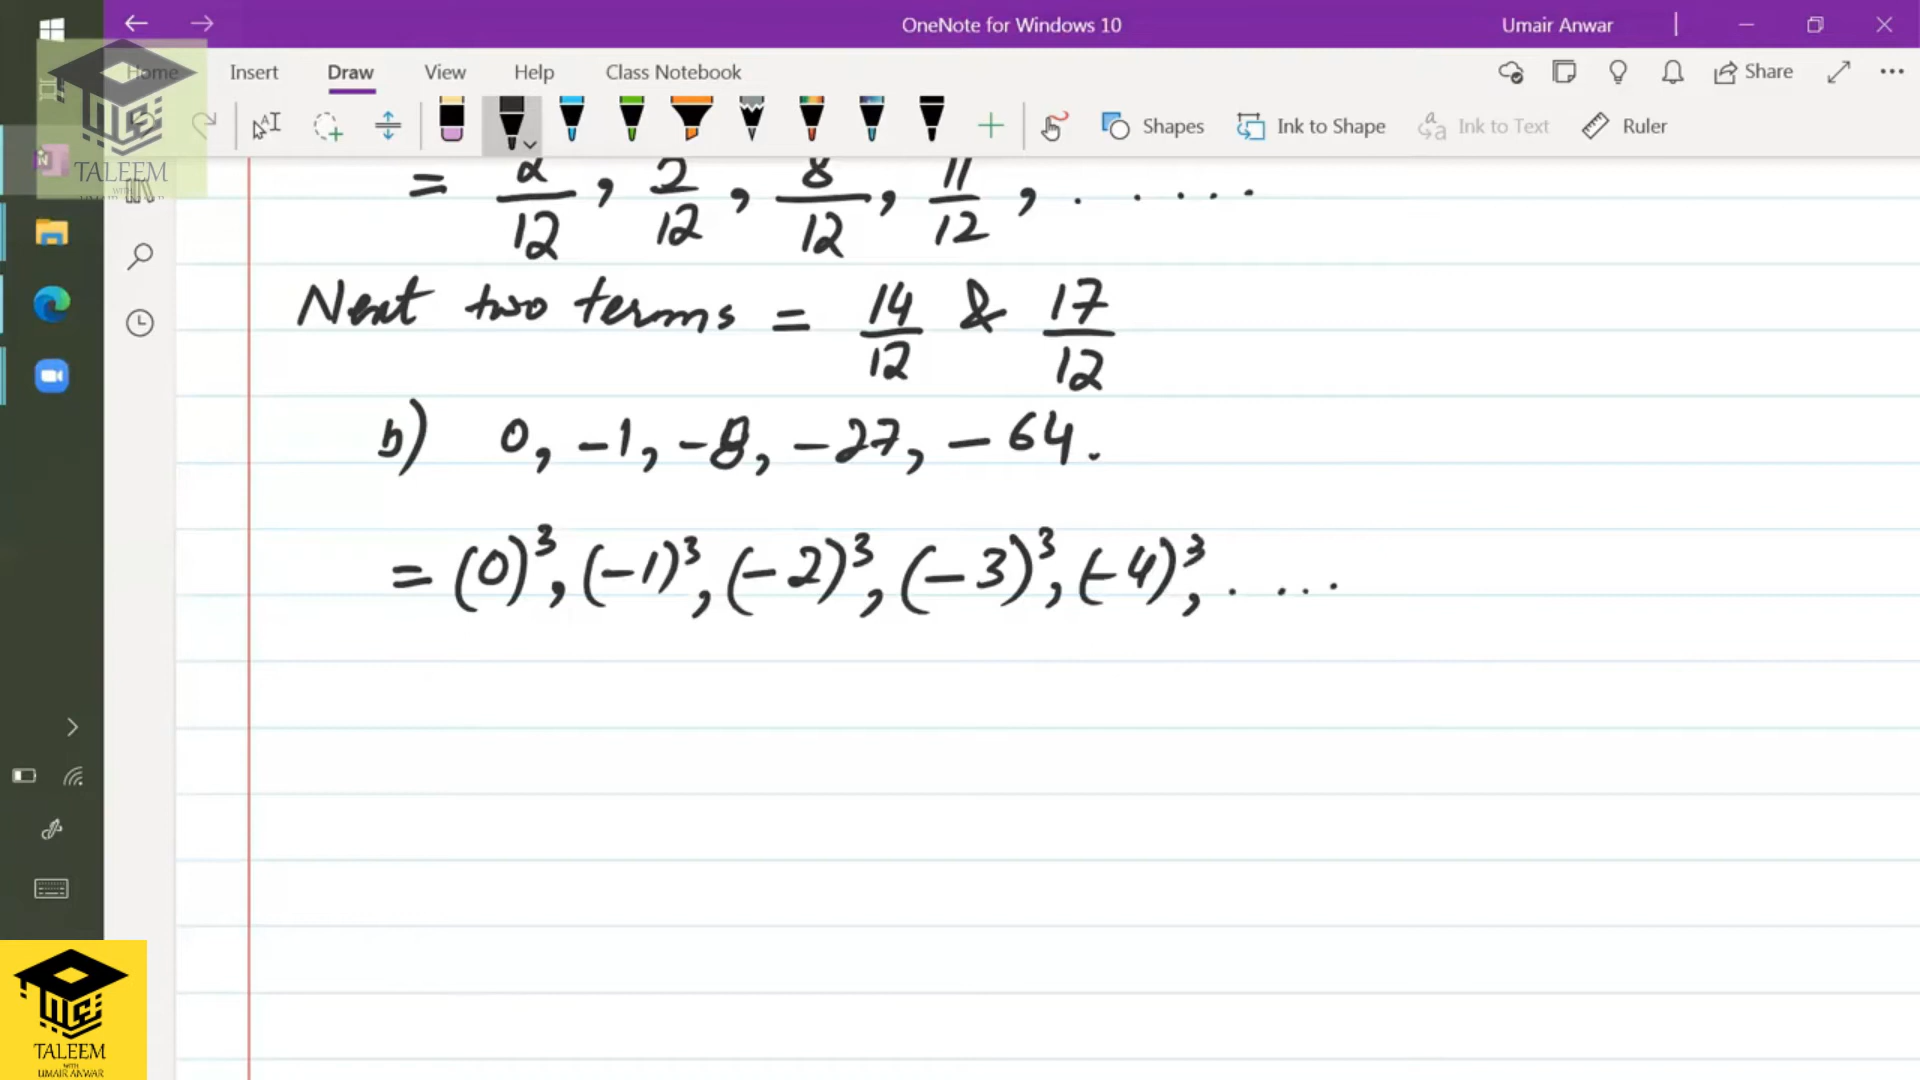 OneNote for Windows 10
Umair Anwar
Home Insert Draw View Help Class Notebook Share
Shapes Ink to Shape Ink to Text Ruler
TALEEM
WITH
= 2/12, 5/12, 8/12, 11/12, . . . . . .
Next two terms = 14/12 & 17/12
b) 0, -1, -8, -27, -64.
= (0)³, (-1)³, (-2)³, (-3)³, (-4)³, . . . . .
TALEEM
WITH
UMAIR ANWAR